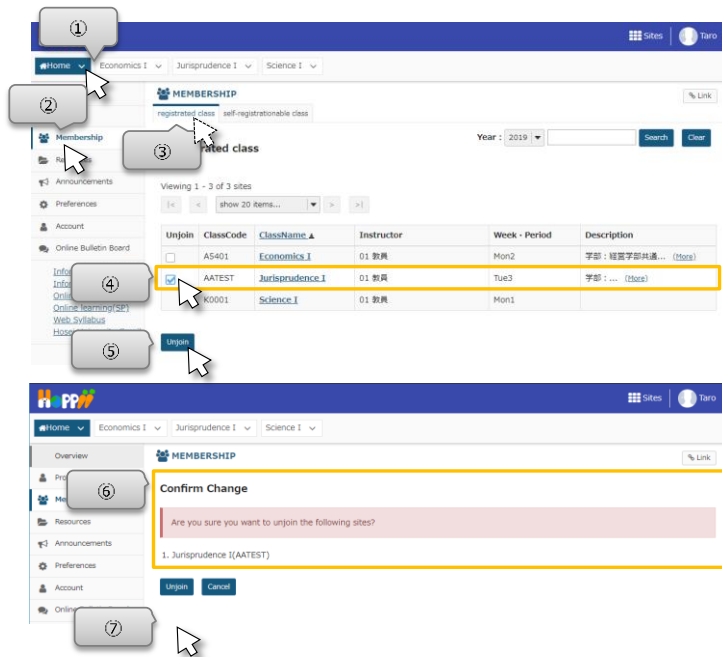 ①
Sites
Taro
Home
Economics I
Jurisprudence I
Science I
②
MEMBERSHIP
Link
registrated class
self-registrationable class
Membership
③
rated class
Year :
2019
Search
Clear
Announcements
Viewing 1 - 3 of 3 sites
Preferences
|<
<
show 20 items...
>
>|
Account
Online Bulletin Board
Unjoin ClassCode ClassName Instructor Week - Period Description
A5401 Economics I 01 教員 Mon2 学部：経営学部共通... (More)
④
AATEST Jurisprudence I 01 教員 Tue3 学部：... (More)
K0001 Science I 01 教員 Mon1
Online learning(SP)
Web Syllabus
⑤
Unjoin
Hoppii
Sites
Taro
Home
Economics I
Jurisprudence I
Science I
Overview
MEMBERSHIP
Link
⑥
Confirm Change
Resources
Are you sure you want to unjoin the following sites?
Announcements
1. Jurisprudence I(AATEST)
Preferences
Account
Unjoin
Cancel
⑦